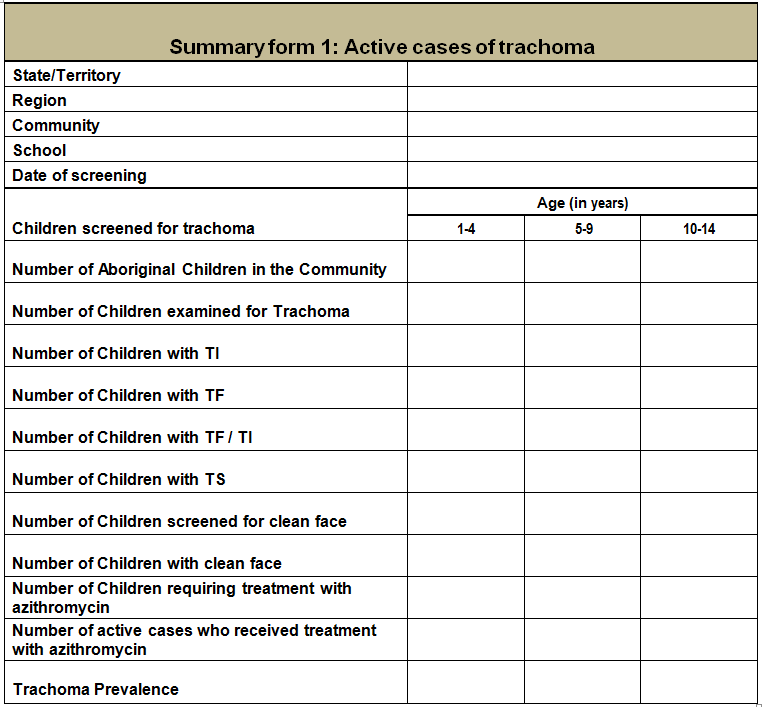 Summary form 1: Active cases of trachoma
State/Territory
Region
Community
School
Date of screening
Age (in years)
Children screened for trachoma
1-4 5-9 10-14
Number of Aboriginal Children in the Community
Number of Children examined for Trachoma
Number of Children with TI
Number of Children with TF
Number of Children with TF / TI
Number of Children with TS
Number of Children screened for clean face
Number of Children with clean face
Number of Children requiring treatment with
azithromycin
Number of active cases who received treatment
with azithromycin
Trachoma Prevalence